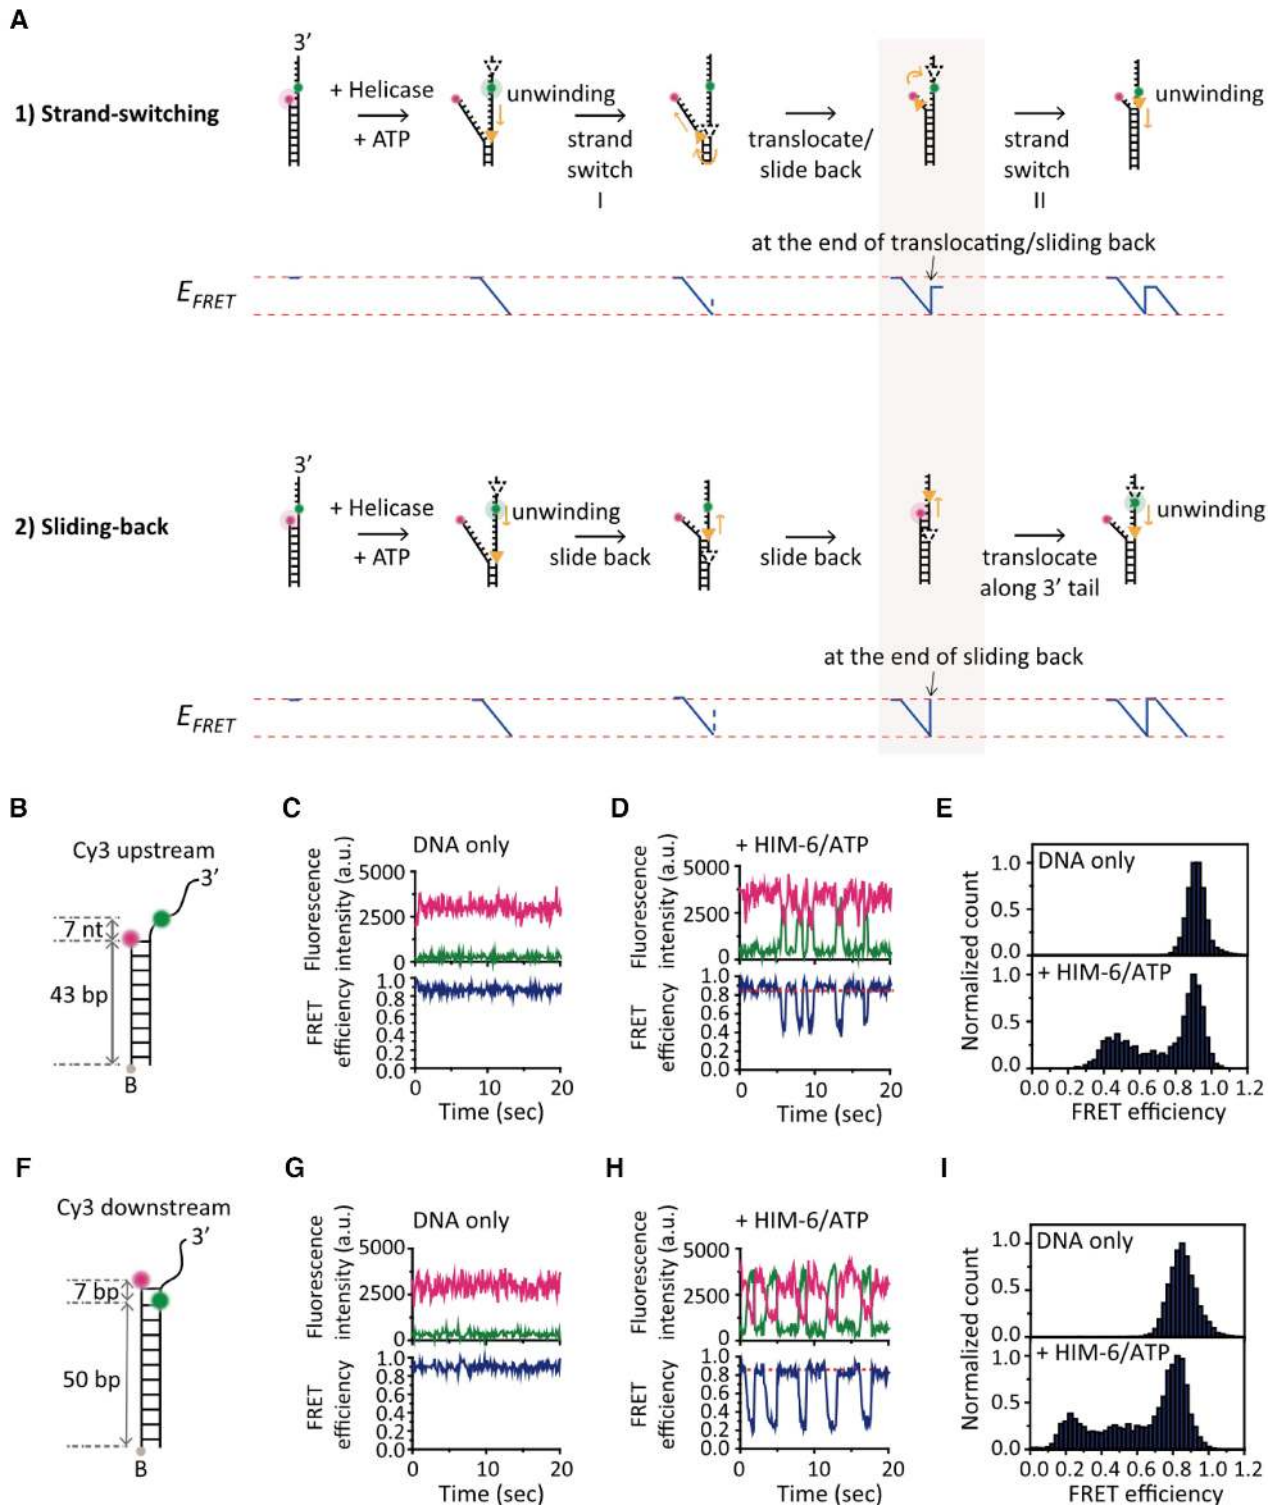 A
1) Strand-switching
3’
+ Helicase
+ ATP
unwinding
strand
switch
I
translocate/
slide back
strand
switch
II
unwinding
at the end of translocating/sliding back
E_FRET
2) Sliding-back
3’
+ Helicase
+ ATP
unwinding
slide back
slide back
translocate
along 3’ tail
unwinding
at the end of sliding back
E_FRET
B
Cy3 upstream
3’
7 nt
43 bp
B
C
DNA only
Fluorescence
intensity (a.u.)
5000
2500
0
FRET
efficiency
1.0
0.8
0.6
0.4
0.2
0.0
0 10 20
Time (sec)
D
+ HIM-6/ATP
Fluorescence
intensity (a.u.)
5000
2500
0
FRET
efficiency
1.0
0.8
0.6
0.4
0.2
0.0
0 10 20
Time (sec)
E
Normalized count
DNA only
1.0
0.5
0.0
+ HIM-6/ATP
1.0
0.5
1.0
0.0 0.2 0.4 0.6 0.8 1.0 1.2
FRET efficiency
F
Cy3 downstream
3’
7 bp
50 bp
B
G
DNA only
Fluorescence
intensity (a.u.)
5000
2500
0
FRET
efficiency
1.0
0.8
0.6
0.4
0.2
0.0
0 10 20
Time (sec)
H
+ HIM-6/ATP
Fluorescence
intensity (a.u.)
5000
2500
0
FRET
efficiency
1.0
0.8
0.6
0.4
0.2
0.0
0 10 20
Time (sec)
I
Normalized count
DNA only
1.0
0.5
1.0
+ HIM-6/ATP
1.0
0.5
0.0
0.0 0.2 0.4 0.6 0.8 1.0 1.2
FRET efficiency